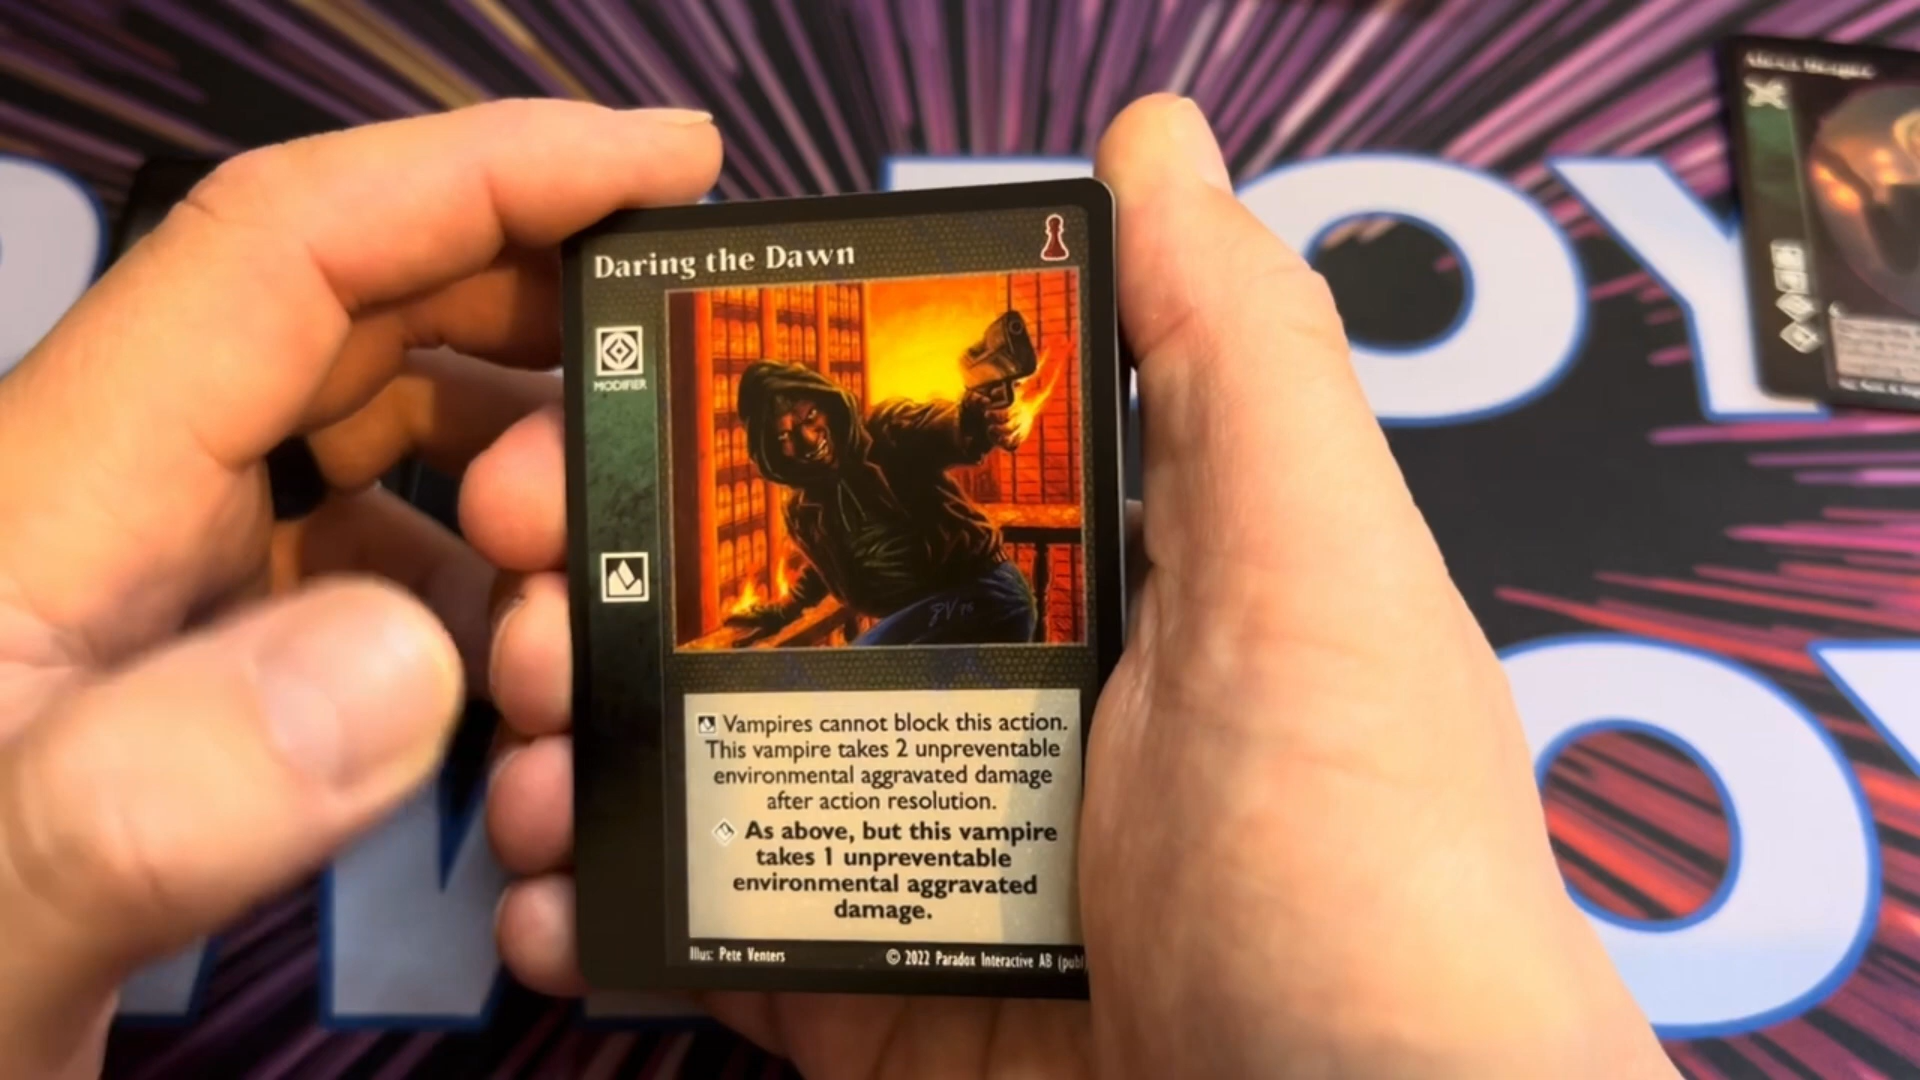 Daring the Dawn
MODIFIER
Vampires cannot block this action.
This vampire takes 2 unpreventable
environmental aggravated damage
after action resolution.
As above, but this vampire
takes 1 unpreventable
environmental aggravated
damage.
Illus: Pete Venters
© 2022 Paradox Interactive AB (publ